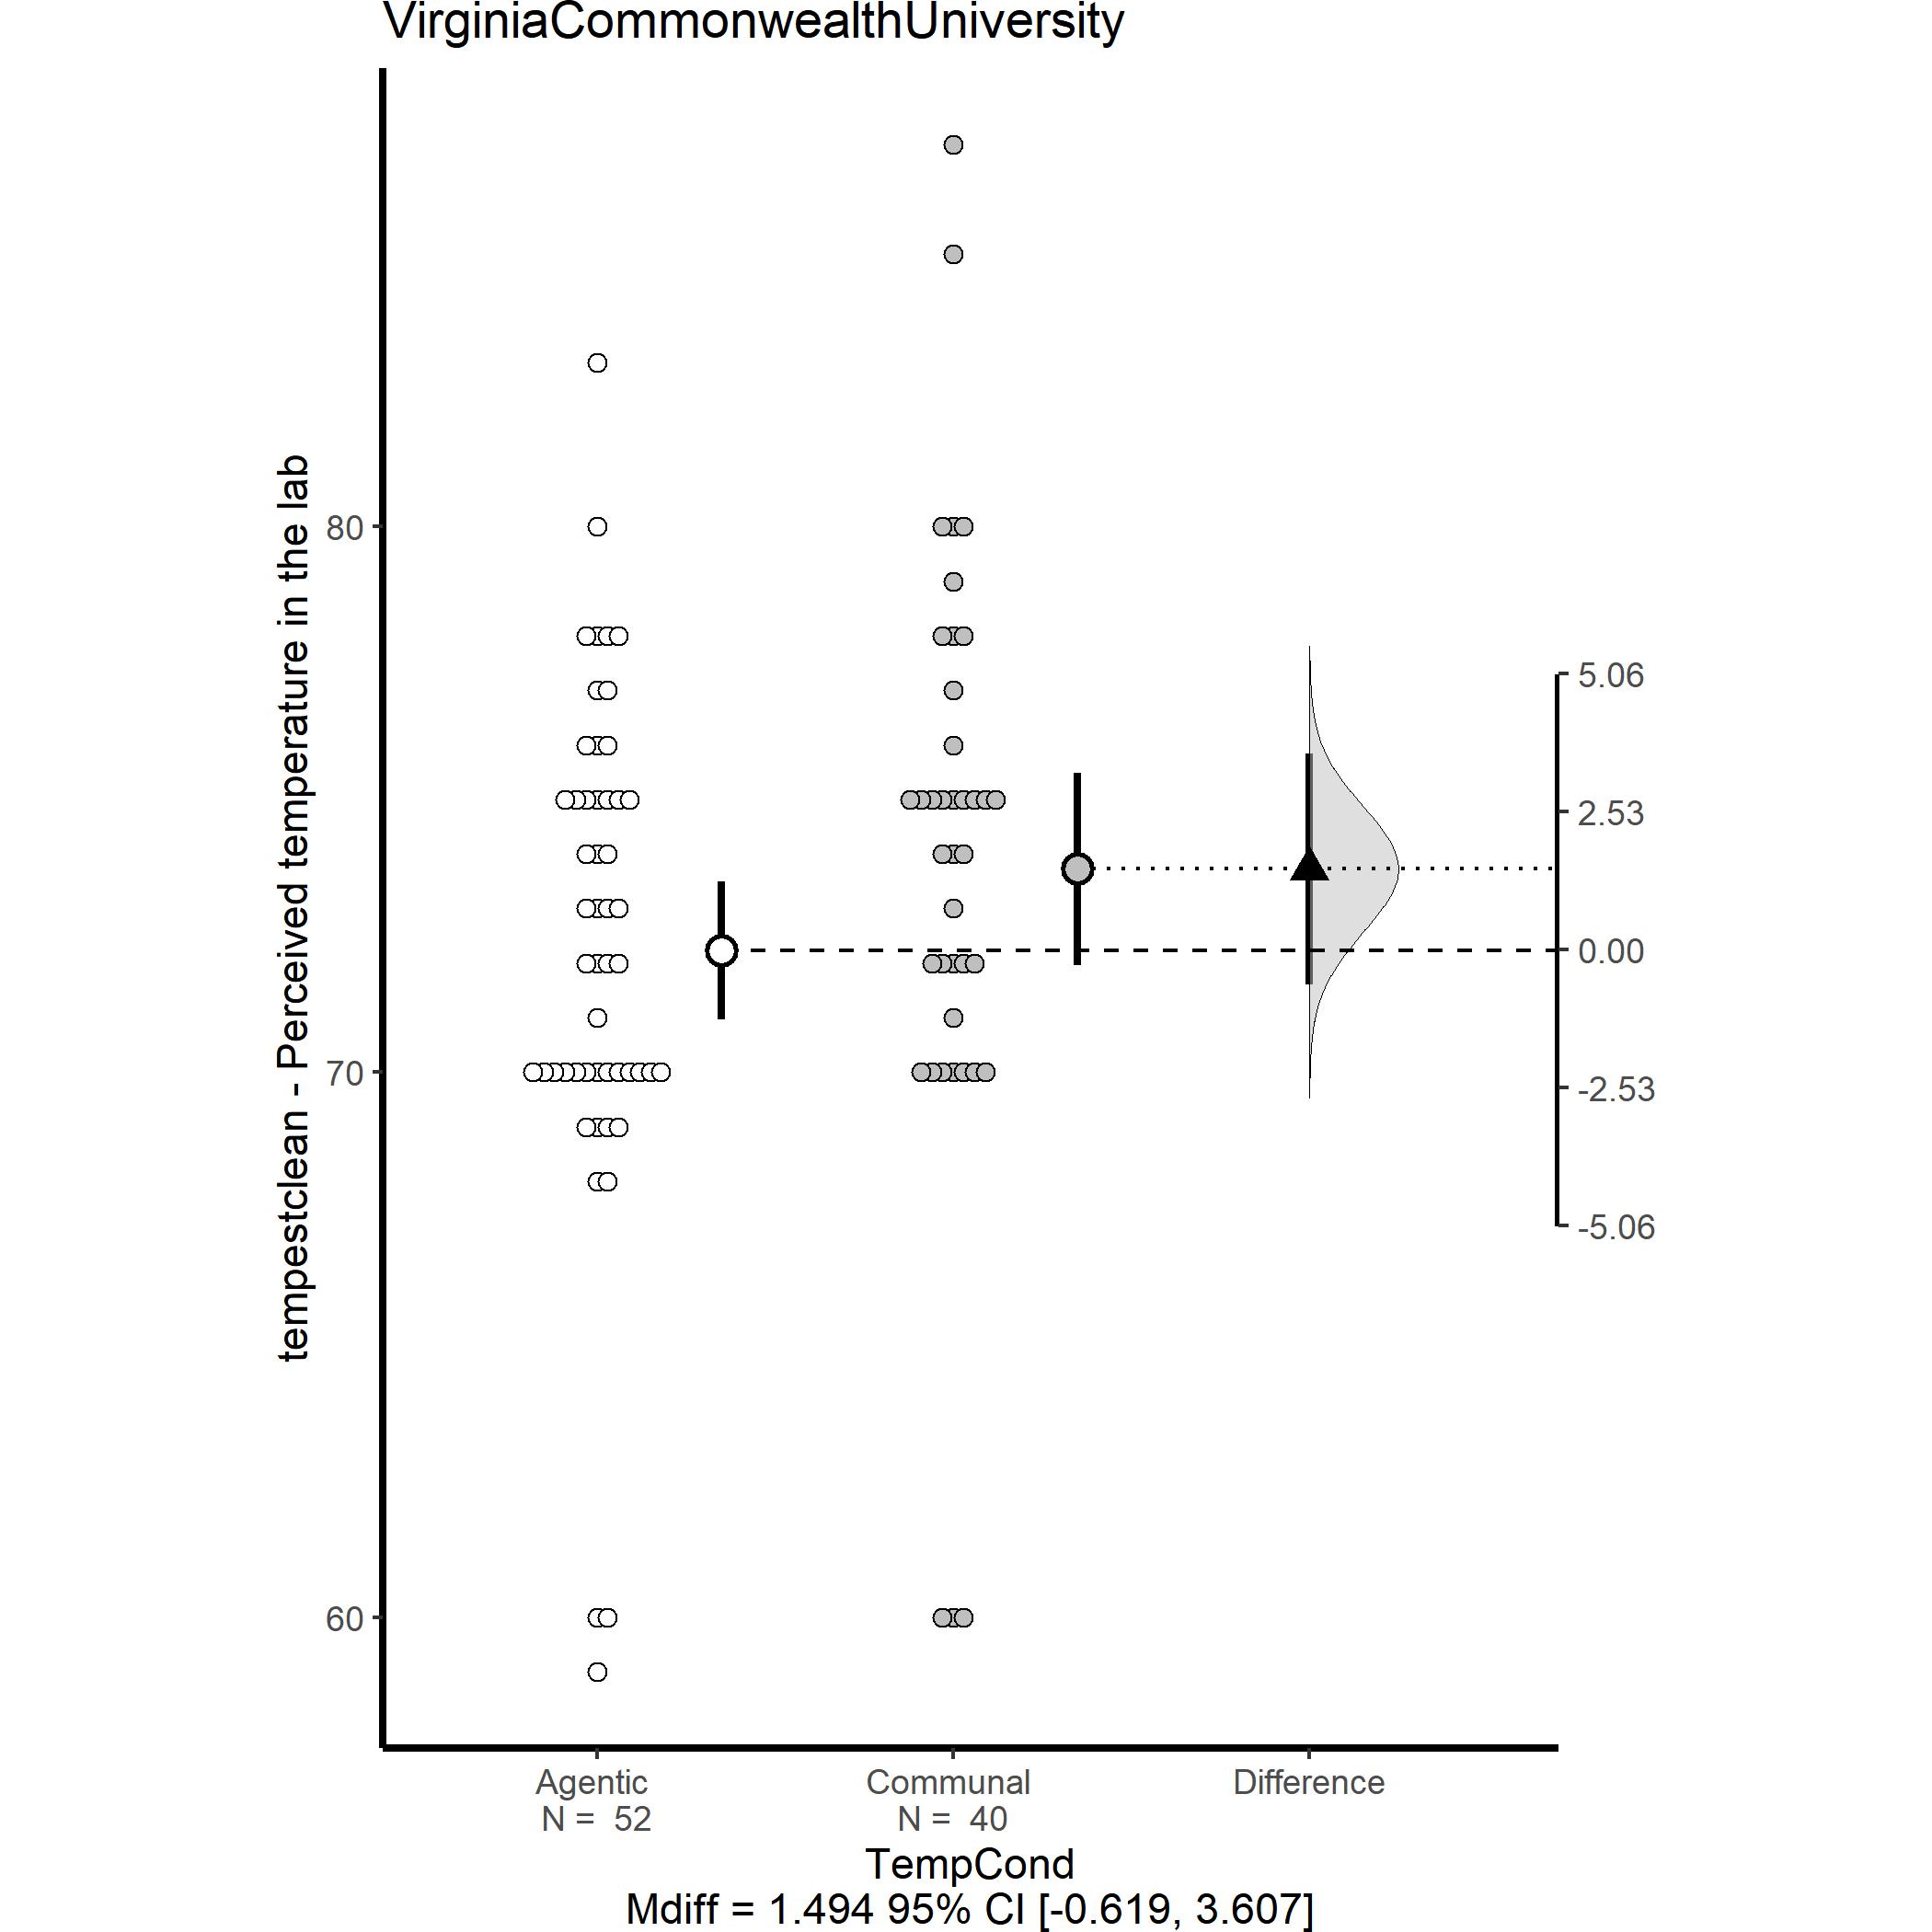 VirginiaCommonwealthUniversity
tempestclean - Perceived temperature in the lab
80
70
60
5.06
2.53
0.00
-2.53
-5.06
Agentic
N = 52
Communal
N = 40
Difference
TempCond
Mdiff = 1.494 95% CI [-0.619, 3.607]